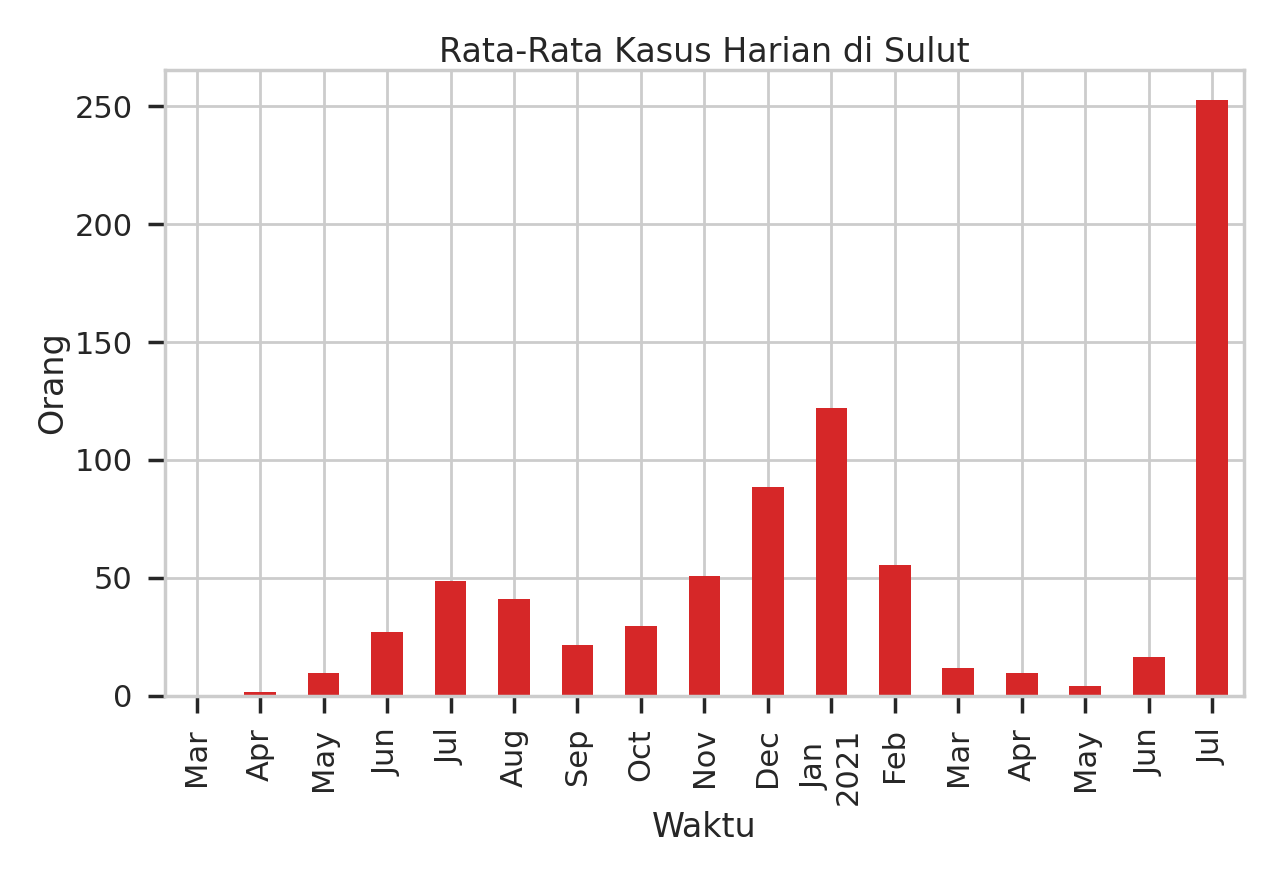 Rata-Rata Kasus Harian di Sulut
Orang
250
200
150
100
50
0
Mar
Apr
May
Jun
Jul
Aug
Sep
Oct
Nov
Dec
Jan
2021
Feb
Mar
Apr
May
Jun
Jul
Waktu